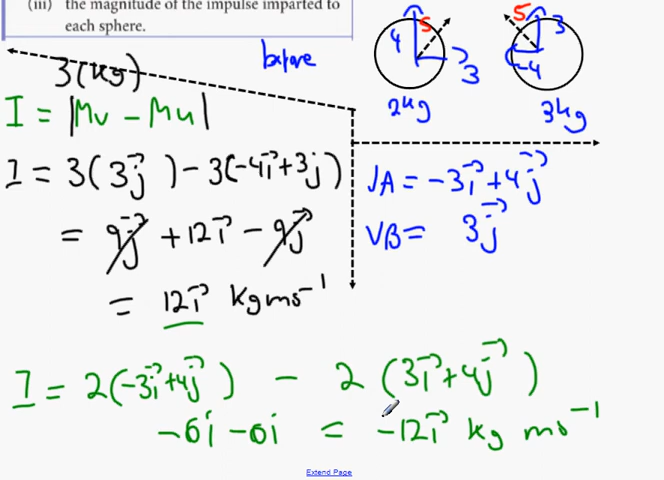 (iii) the magnitude of the impulse imparted to
each sphere.
before
4 5 3
5 3 -4
2kg 3kg
3(kg)
I = |Mv - Mu|
I = 3(3j⃗) - 3(-4i⃗+3j)
= 9j⃗ + 12i⃗ - 9j⃗
= 12i⃗ kgms⁻¹
VA = -3i⃗+4j⃗
VB = 3j⃗
I = 2(-3i⃗+4j⃗) - 2(3i⃗+4j⃗)
-6i -6i = -12i⃗ kg ms⁻¹
Extend Page